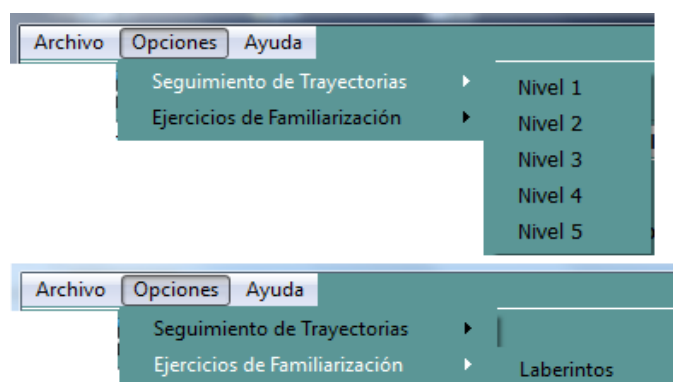 Archivo Opciones Ayuda
Seguimiento de Trayectorias
Ejercicios de Familiarización
Nivel 1
Nivel 2
Nivel 3
Nivel 4
Nivel 5
Archivo Opciones Ayuda
Seguimiento de Trayectorias
Ejercicios de Familiarización
Laberintos